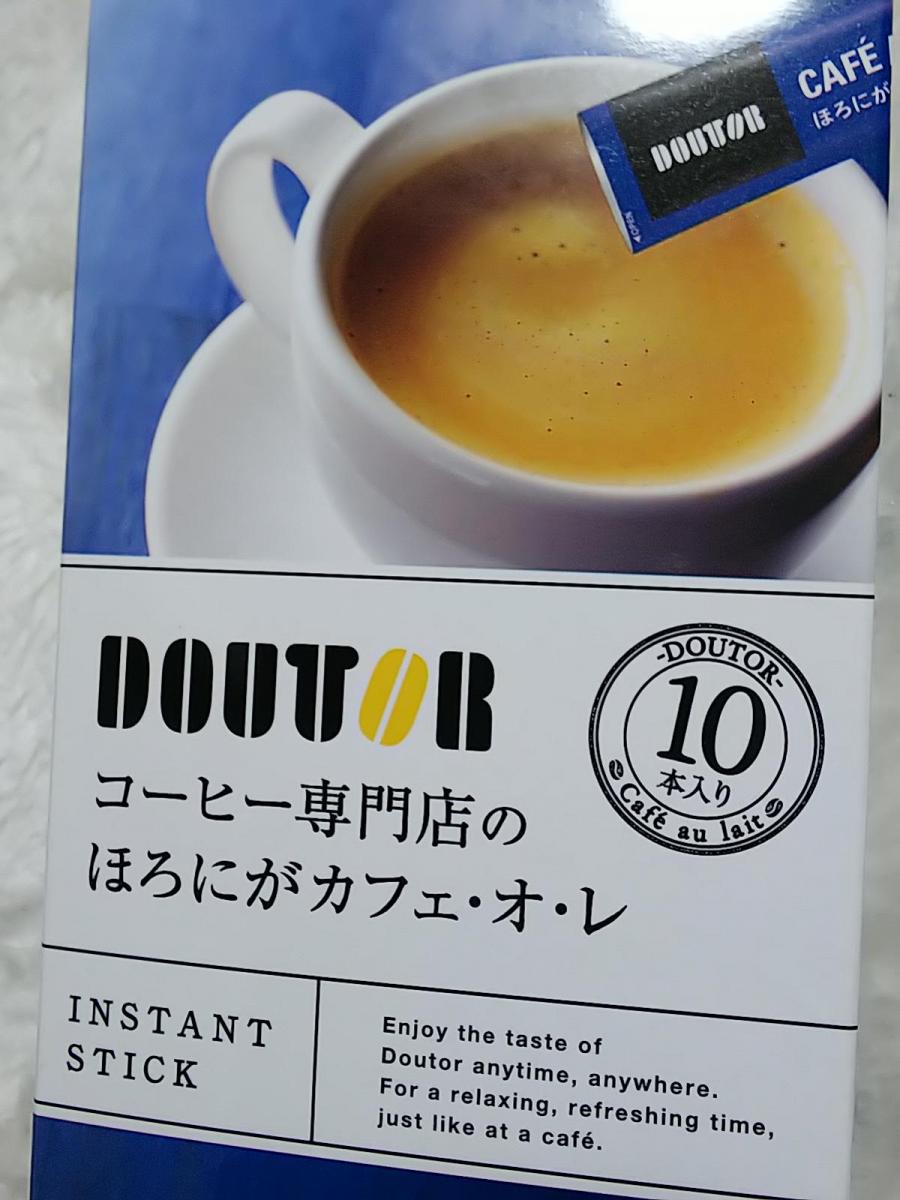 CAFÉ
ほろにが
DOUTOR
◀OPEN
DOUTOR
コーヒー専門店の
ほろにがカフェ・オ・レ
-DOUTOR-
10
本入り
Café au lait
INSTANT
STICK
Enjoy the taste of
Doutor anytime, anywhere.
For a relaxing, refreshing time,
just like at a café.